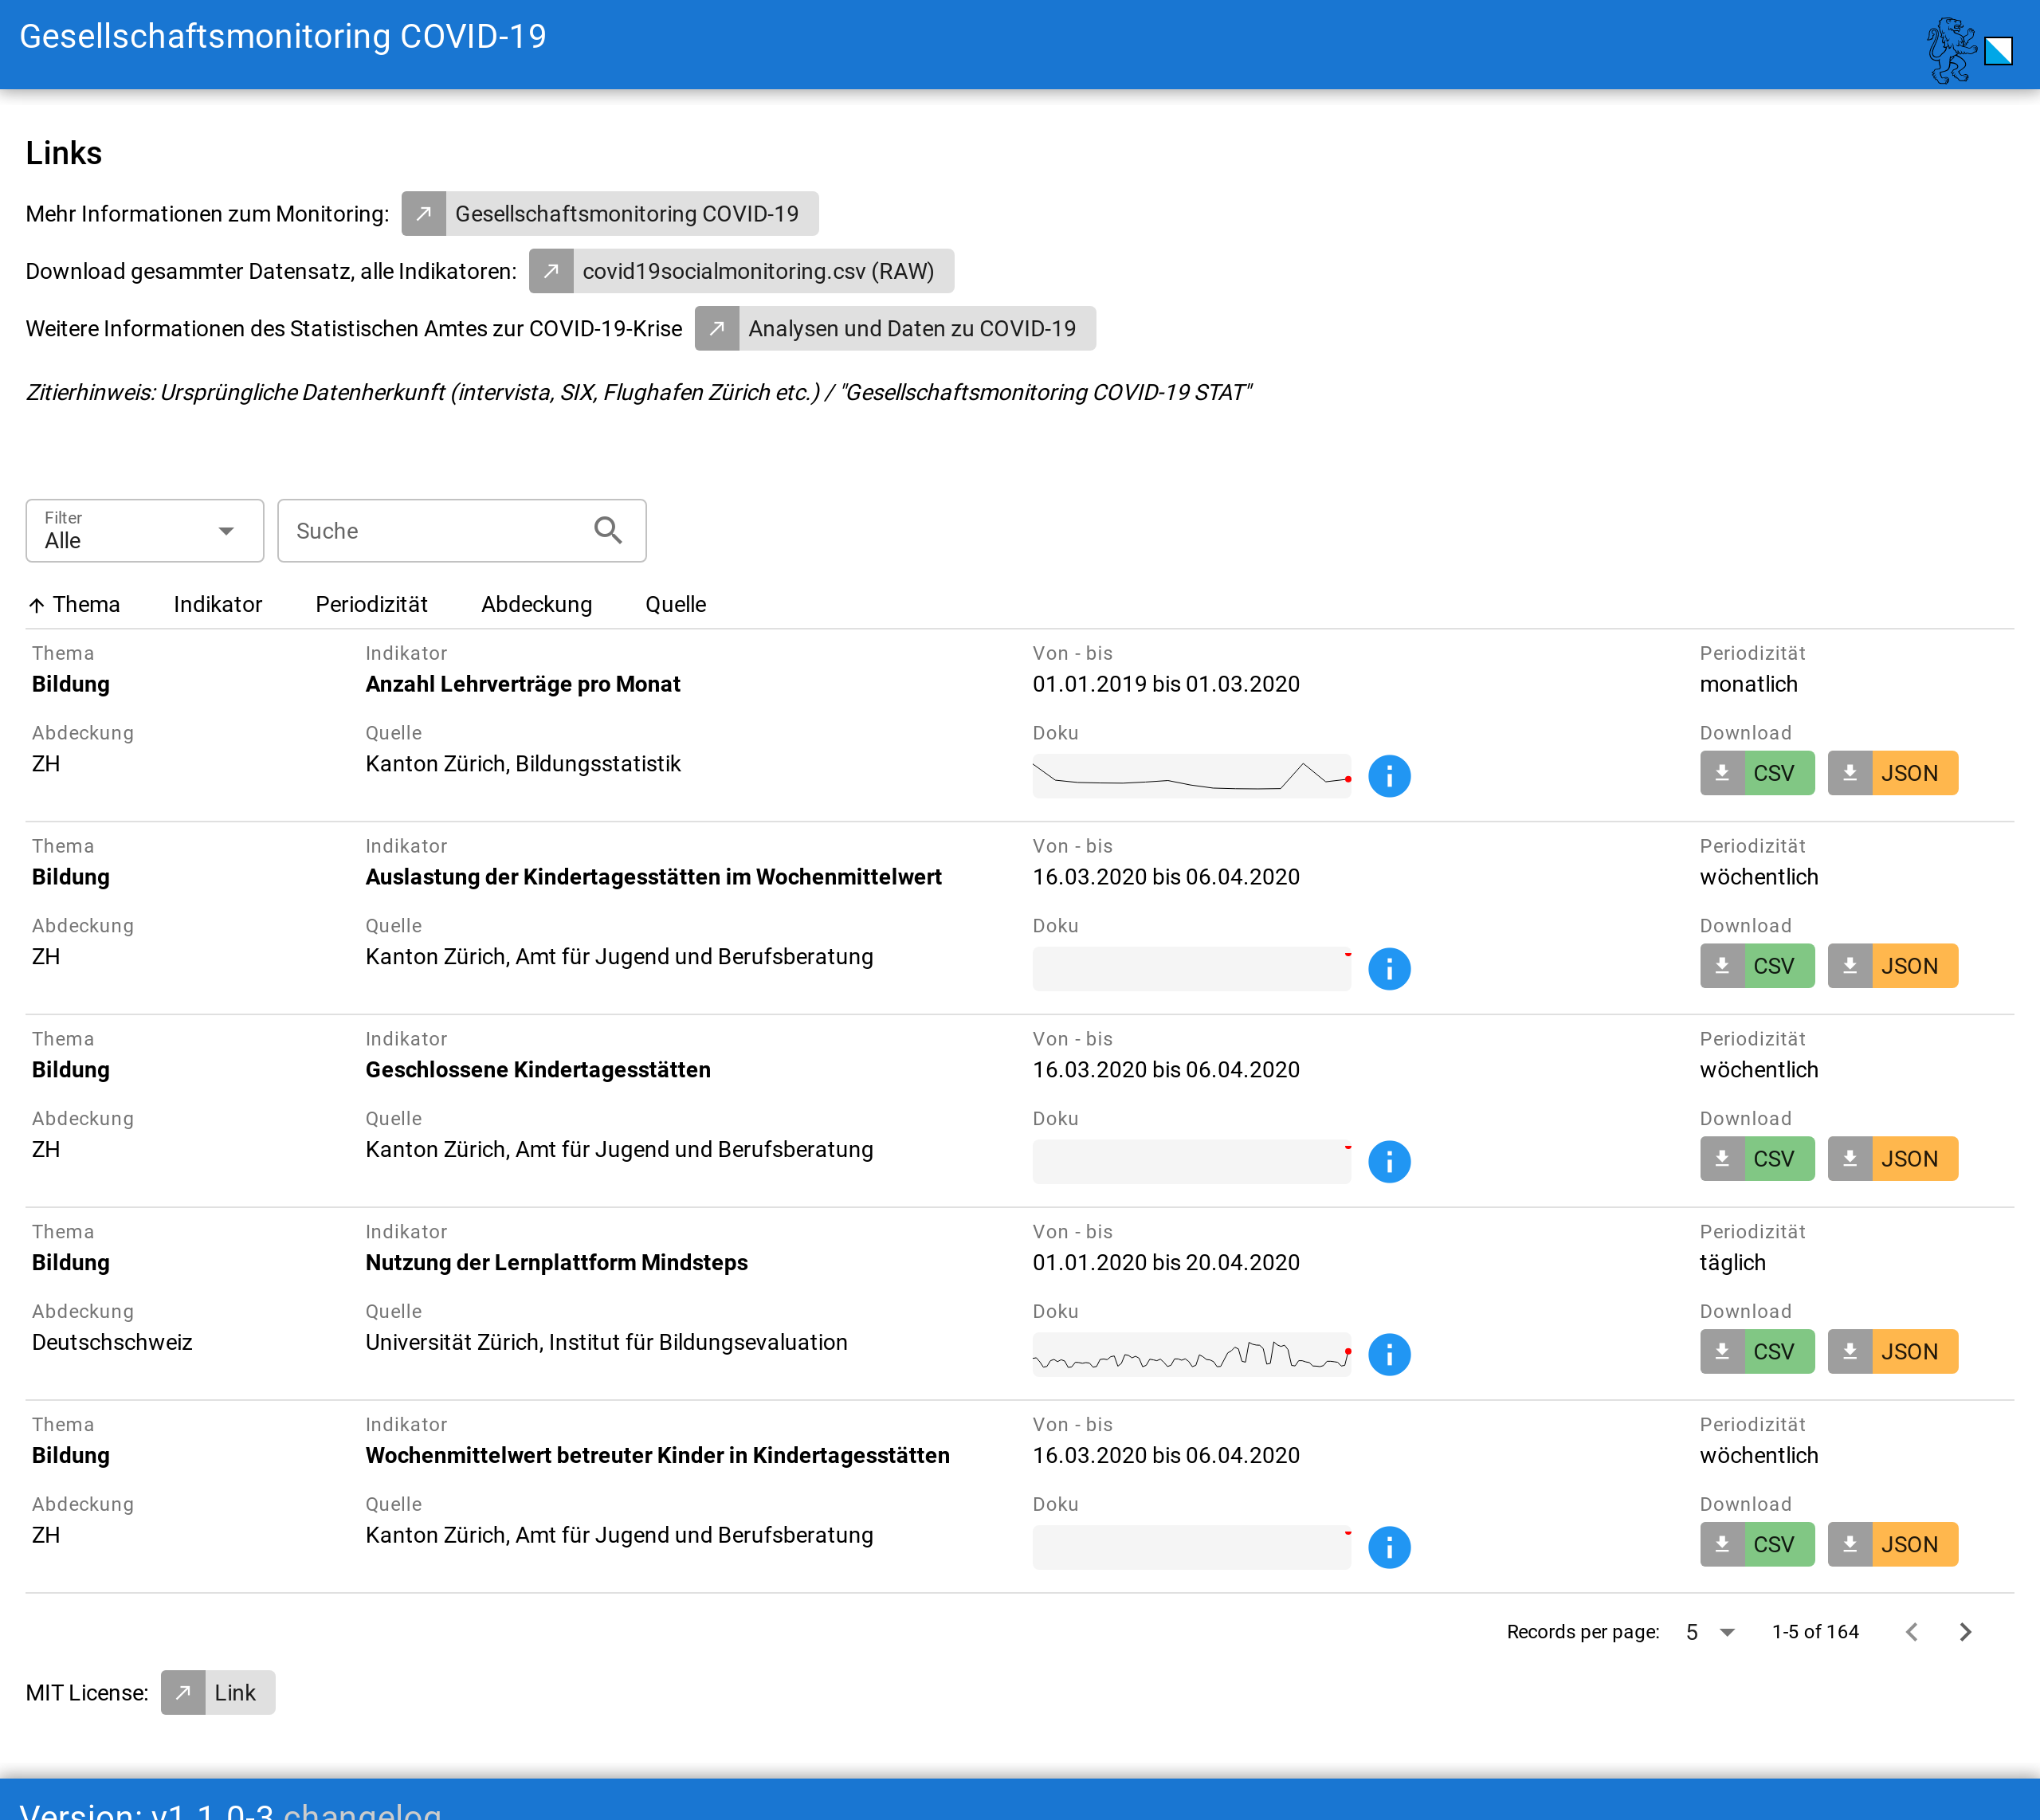 Gesellschaftsmonitoring COVID-19
Links
Mehr Informationen zum Monitoring: Gesellschaftsmonitoring COVID-19
Download gesammter Datensatz, alle Indikatoren: covid19socialmonitoring.csv (RAW)
Weitere Informationen des Statistischen Amtes zur COVID-19-Krise Analysen und Daten zu COVID-19
Zitierhinweis: Ursprüngliche Datenherkunft (intervista, SIX, Flughafen Zürich etc.) / "Gesellschaftsmonitoring COVID-19 STAT"
Filter
Alle
Suche
Thema Indikator Periodizität Abdeckung Quelle
Thema Indikator Von - bis Periodizität
Bildung Anzahl Lehrverträge pro Monat 01.01.2019 bis 01.03.2020 monatlich
Abdeckung Quelle Doku Download
ZH Kanton Zürich, Bildungsstatistik CSV JSON
Thema Indikator Von - bis Periodizität
Bildung Auslastung der Kindertagesstätten im Wochenmittelwert 16.03.2020 bis 06.04.2020 wöchentlich
Abdeckung Quelle Doku Download
ZH Kanton Zürich, Amt für Jugend und Berufsberatung CSV JSON
Thema Indikator Von - bis Periodizität
Bildung Geschlossene Kindertagesstätten 16.03.2020 bis 06.04.2020 wöchentlich
Abdeckung Quelle Doku Download
ZH Kanton Zürich, Amt für Jugend und Berufsberatung CSV JSON
Thema Indikator Von - bis Periodizität
Bildung Nutzung der Lernplattform Mindsteps 01.01.2020 bis 20.04.2020 täglich
Abdeckung Quelle Doku Download
Deutschschweiz Universität Zürich, Institut für Bildungsevaluation CSV JSON
Thema Indikator Von - bis Periodizität
Bildung Wochenmittelwert betreuter Kinder in Kindertagesstätten 16.03.2020 bis 06.04.2020 wöchentlich
Abdeckung Quelle Doku Download
ZH Kanton Zürich, Amt für Jugend und Berufsberatung CSV JSON
Records per page: 5 1-5 of 164
MIT License: Link
Version: v1.1.0-3 changelog